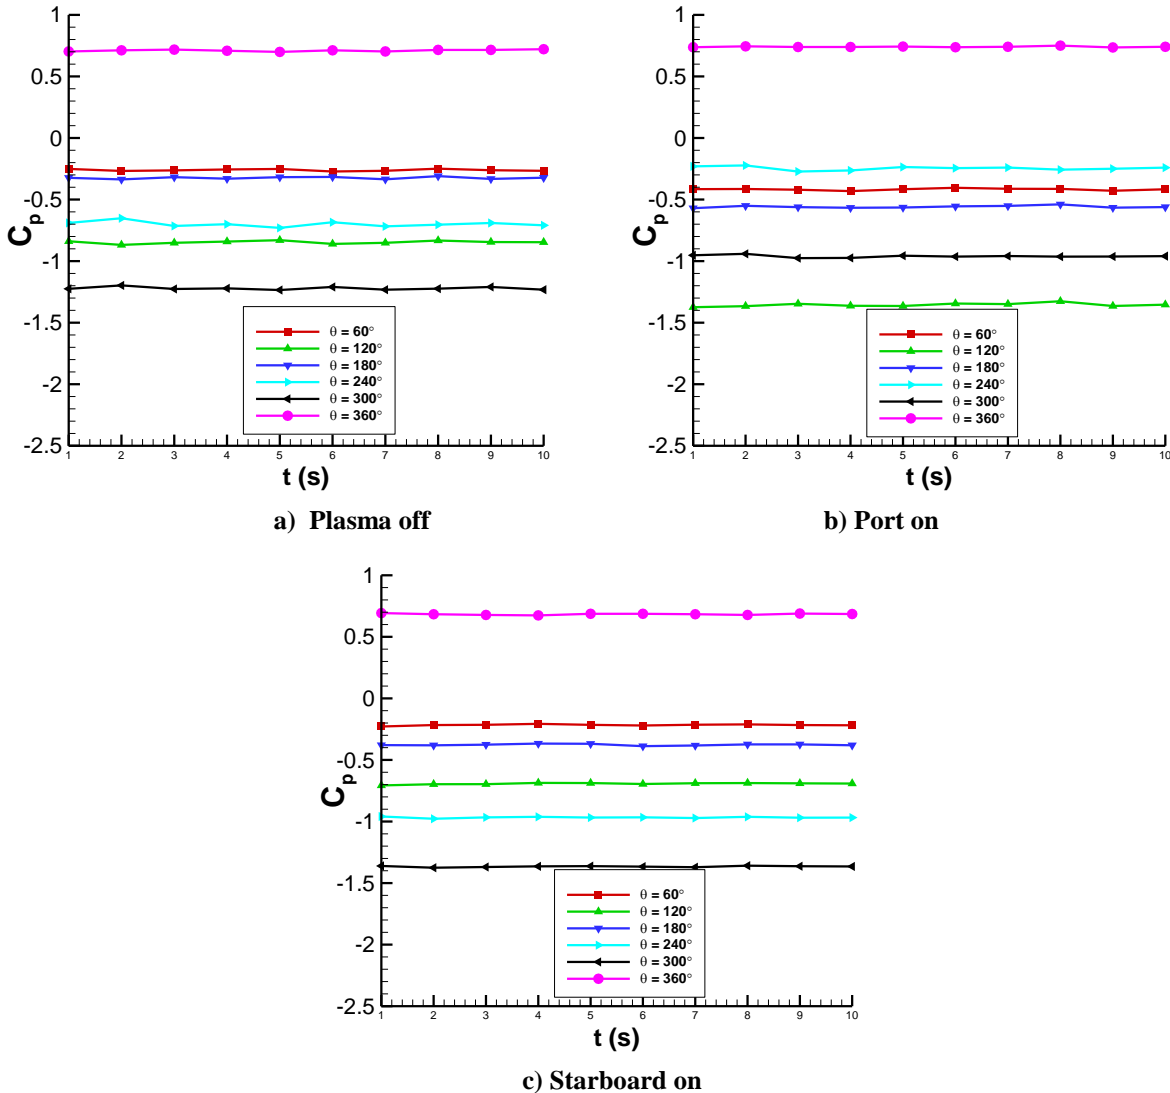 1
0.5
0
-0.5
-1
-1.5
-2
-2.5
C_p
θ = 60°
θ = 120°
θ = 180°
θ = 240°
θ = 300°
θ = 360°
1 2 3 4 5 6 7 8 9 10
t (s)
a) Plasma off
1
0.5
0
-0.5
-1
-1.5
-2
-2.5
C_p
θ = 60°
θ = 120°
θ = 180°
θ = 240°
θ = 300°
θ = 360°
1 2 3 4 5 6 7 8 9 10
t (s)
b) Port on
1
0.5
0
-0.5
-1
-1.5
-2
-2.5
C_p
θ = 60°
θ = 120°
θ = 180°
θ = 240°
θ = 300°
θ = 360°
1 2 3 4 5 6 7 8 9 10
t (s)
c) Starboard on